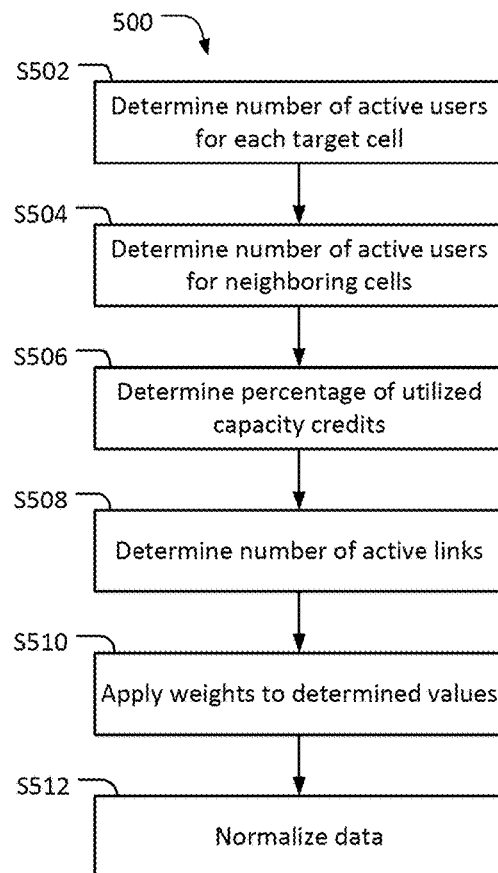 500
S502
Determine number of active users
for each target cell
S504
Determine number of active users
for neighboring cells
S506
Determine percentage of utilized
capacity credits
S508
Determine number of active links
S510
Apply weights to determined values
S512
Normalize data